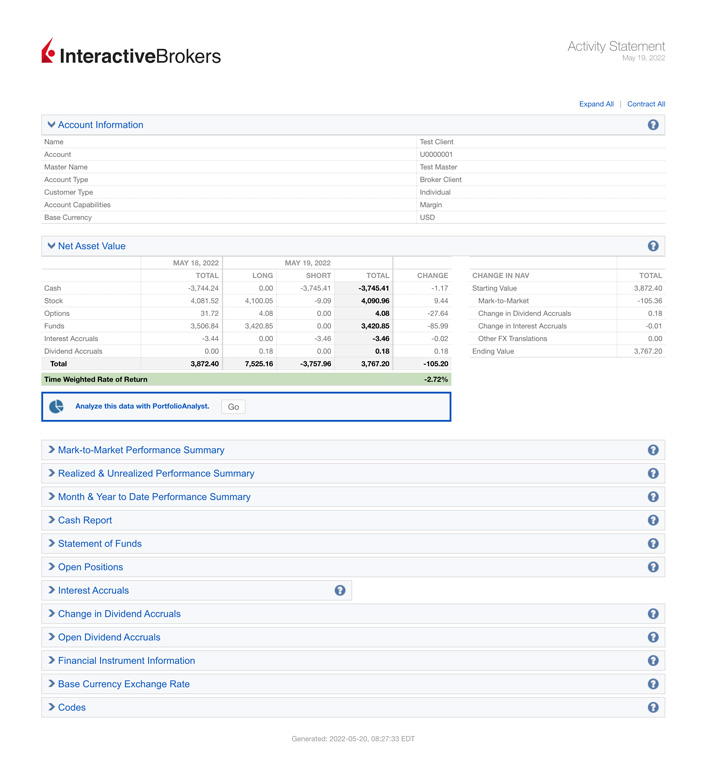 InteractiveBrokers
Activity Statement
May 19, 2022
Expand All | Contract All
Account Information
Name Test Client
Account U0000001
Master Name Test Master
Account Type Broker Client
Customer Type Individual
Account Capabilities Margin
Base Currency USD
Net Asset Value
MAY 18, 2022 MAY 19, 2022
TOTAL LONG SHORT TOTAL CHANGE
Cash -3,744.24 0.00 -3,745.41 -3,745.41 -1.17
Stock 4,081.52 4,100.05 -9.09 4,090.96 9.44
Options 31.72 4.08 0.00 4.08 -27.64
Funds 3,506.84 3,420.85 0.00 3,420.85 -85.99
Interest Accruals -3.44 0.00 -3.46 -3.46 -0.02
Dividend Accruals 0.00 0.18 0.00 0.18 0.18
Total 3,872.40 7,525.16 -3,757.96 3,767.20 -105.20
Time Weighted Rate of Return -2.72%
CHANGE IN NAV TOTAL
Starting Value 3,872.40
Mark-to-Market -105.36
Change in Dividend Accruals 0.18
Change in Interest Accruals -0.01
Other FX Translations 0.00
Ending Value 3,767.20
Analyze this data with PortfolioAnalyst. Go
Mark-to-Market Performance Summary
Realized & Unrealized Performance Summary
Month & Year to Date Performance Summary
Cash Report
Statement of Funds
Open Positions
Interest Accruals
Change in Dividend Accruals
Open Dividend Accruals
Financial Instrument Information
Base Currency Exchange Rate
Codes
Generated: 2022-05-20, 08:27:33 EDT